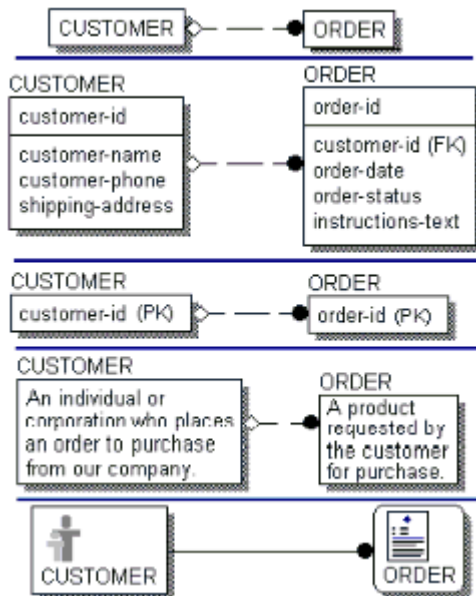 CUSTOMER ORDER
CUSTOMER
customer-id
customer-name
customer-phone
shipping-address
ORDER
order-id
customer-id (FK)
order-date
order-status
instructions-text
CUSTOMER
customer-id (PK)
ORDER
order-id (PK)
CUSTOMER
An individual or
corporation who places
an order to purchase
from our company.
ORDER
A product
requested by
the customer
for purchase.
CUSTOMER
ORDER